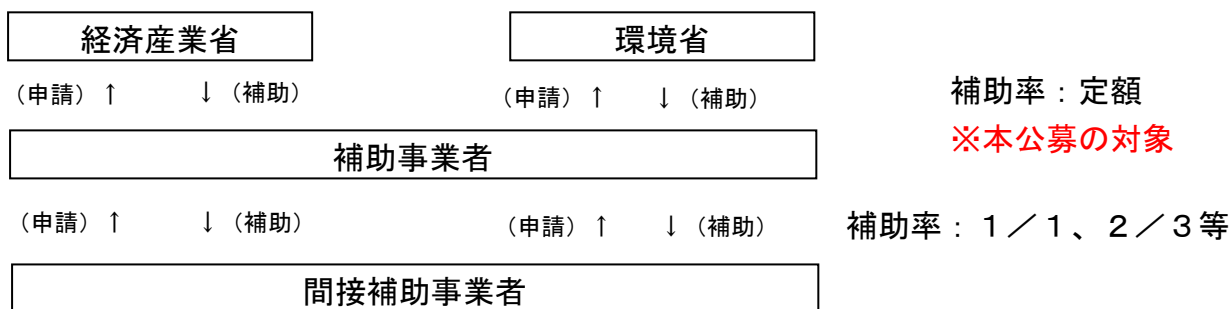 経済産業省 環境省
（申請）↑ ↓（補助） （申請）↑ ↓（補助） 補助率：定額
※本公募の対象
補助事業者
（申請）↑ ↓（補助） （申請）↑ ↓（補助） 補助率：１／１、２／３等
間接補助事業者